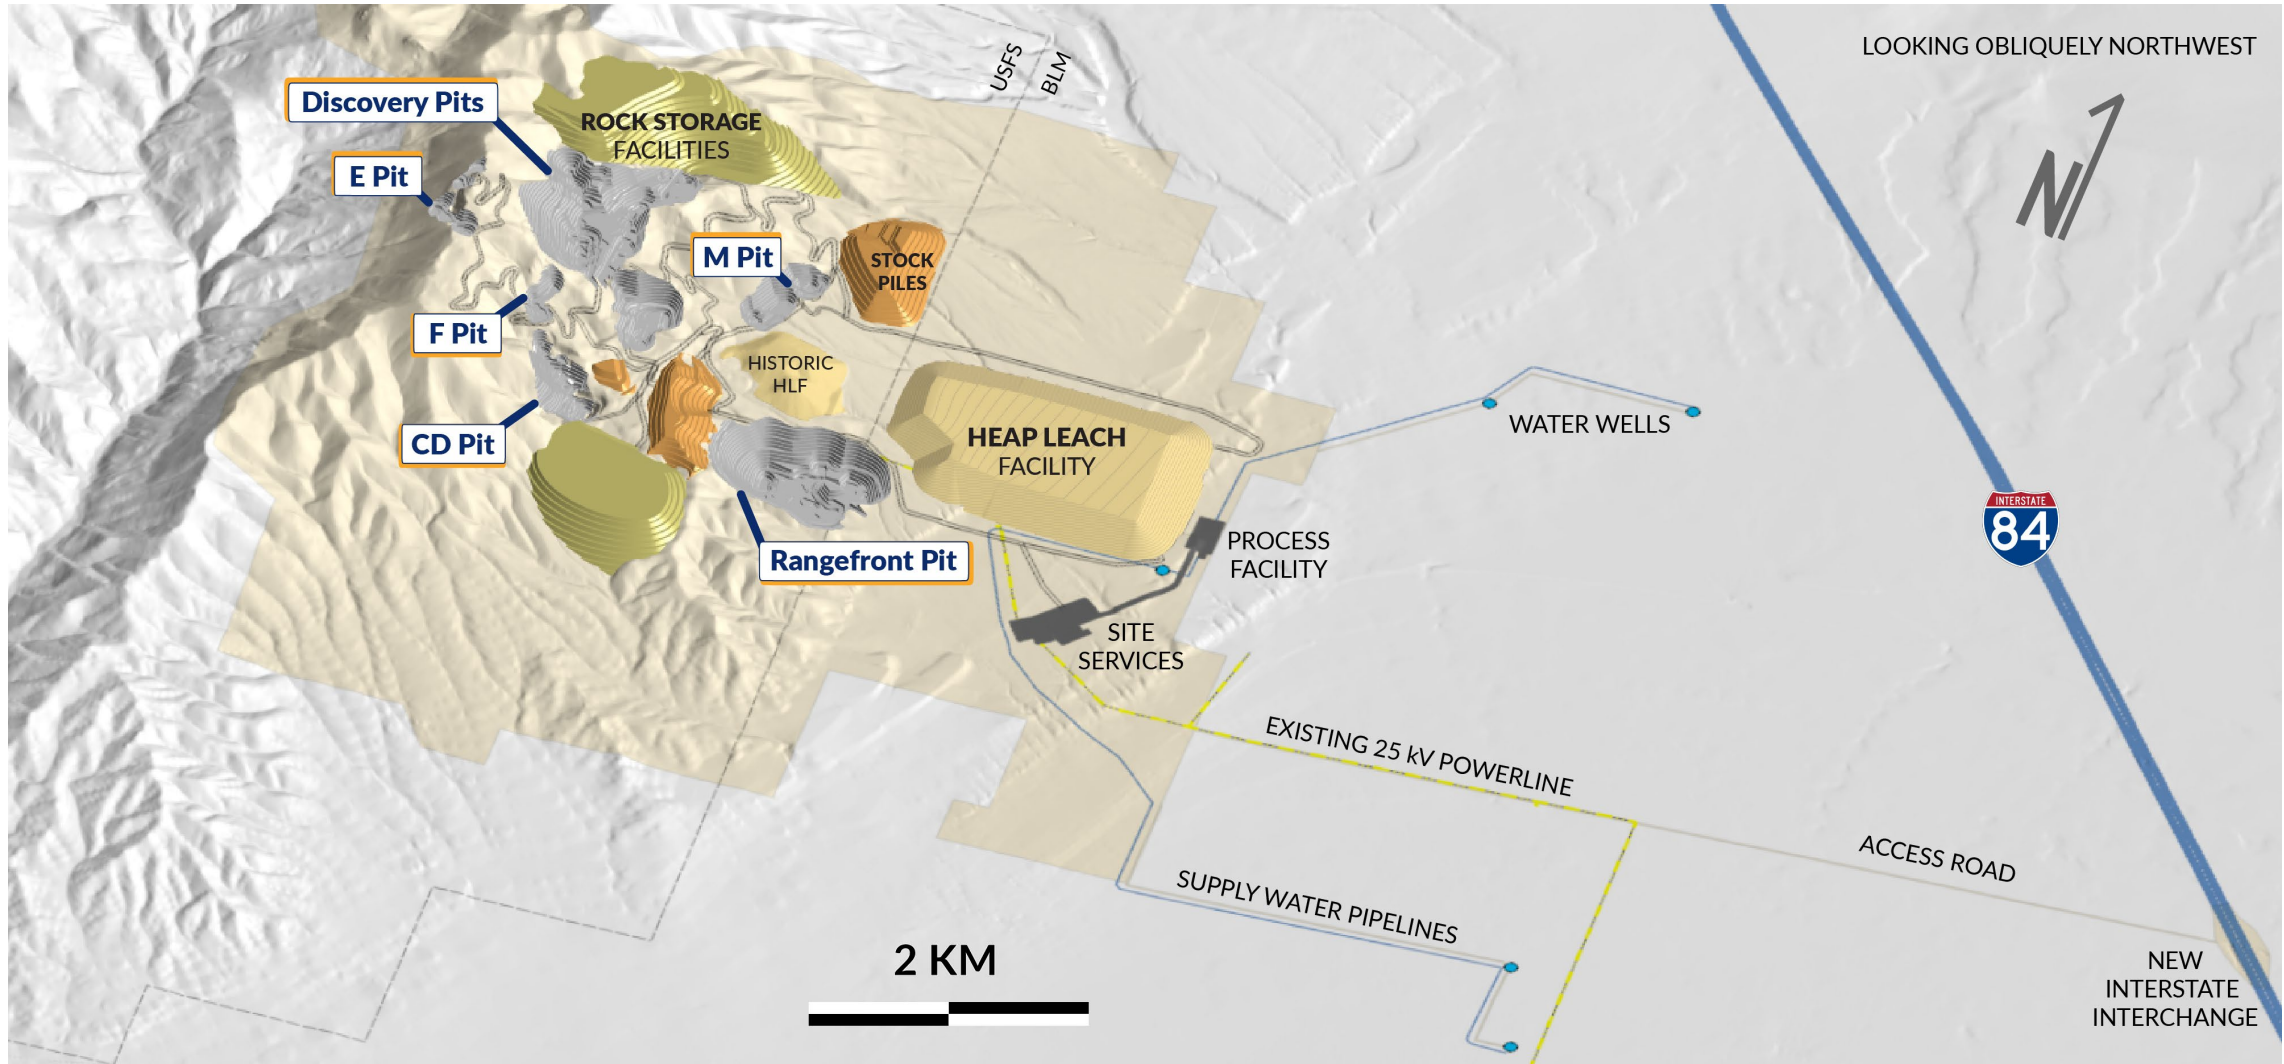 LOOKING OBLIQUELY NORTHWEST
N
USFS
BLM
Discovery Pits
ROCK STORAGE
FACILITIES
E Pit
M Pit
STOCK
PILES
F Pit
HISTORIC
HLF
CD Pit
HEAP LEACH
FACILITY
WATER WELLS
INTERSTATE
84
Rangefront Pit
PROCESS
FACILITY
SITE
SERVICES
EXISTING 25 kV POWERLINE
ACCESS ROAD
SUPPLY WATER PIPELINES
2 KM
NEW
INTERSTATE
INTERCHANGE